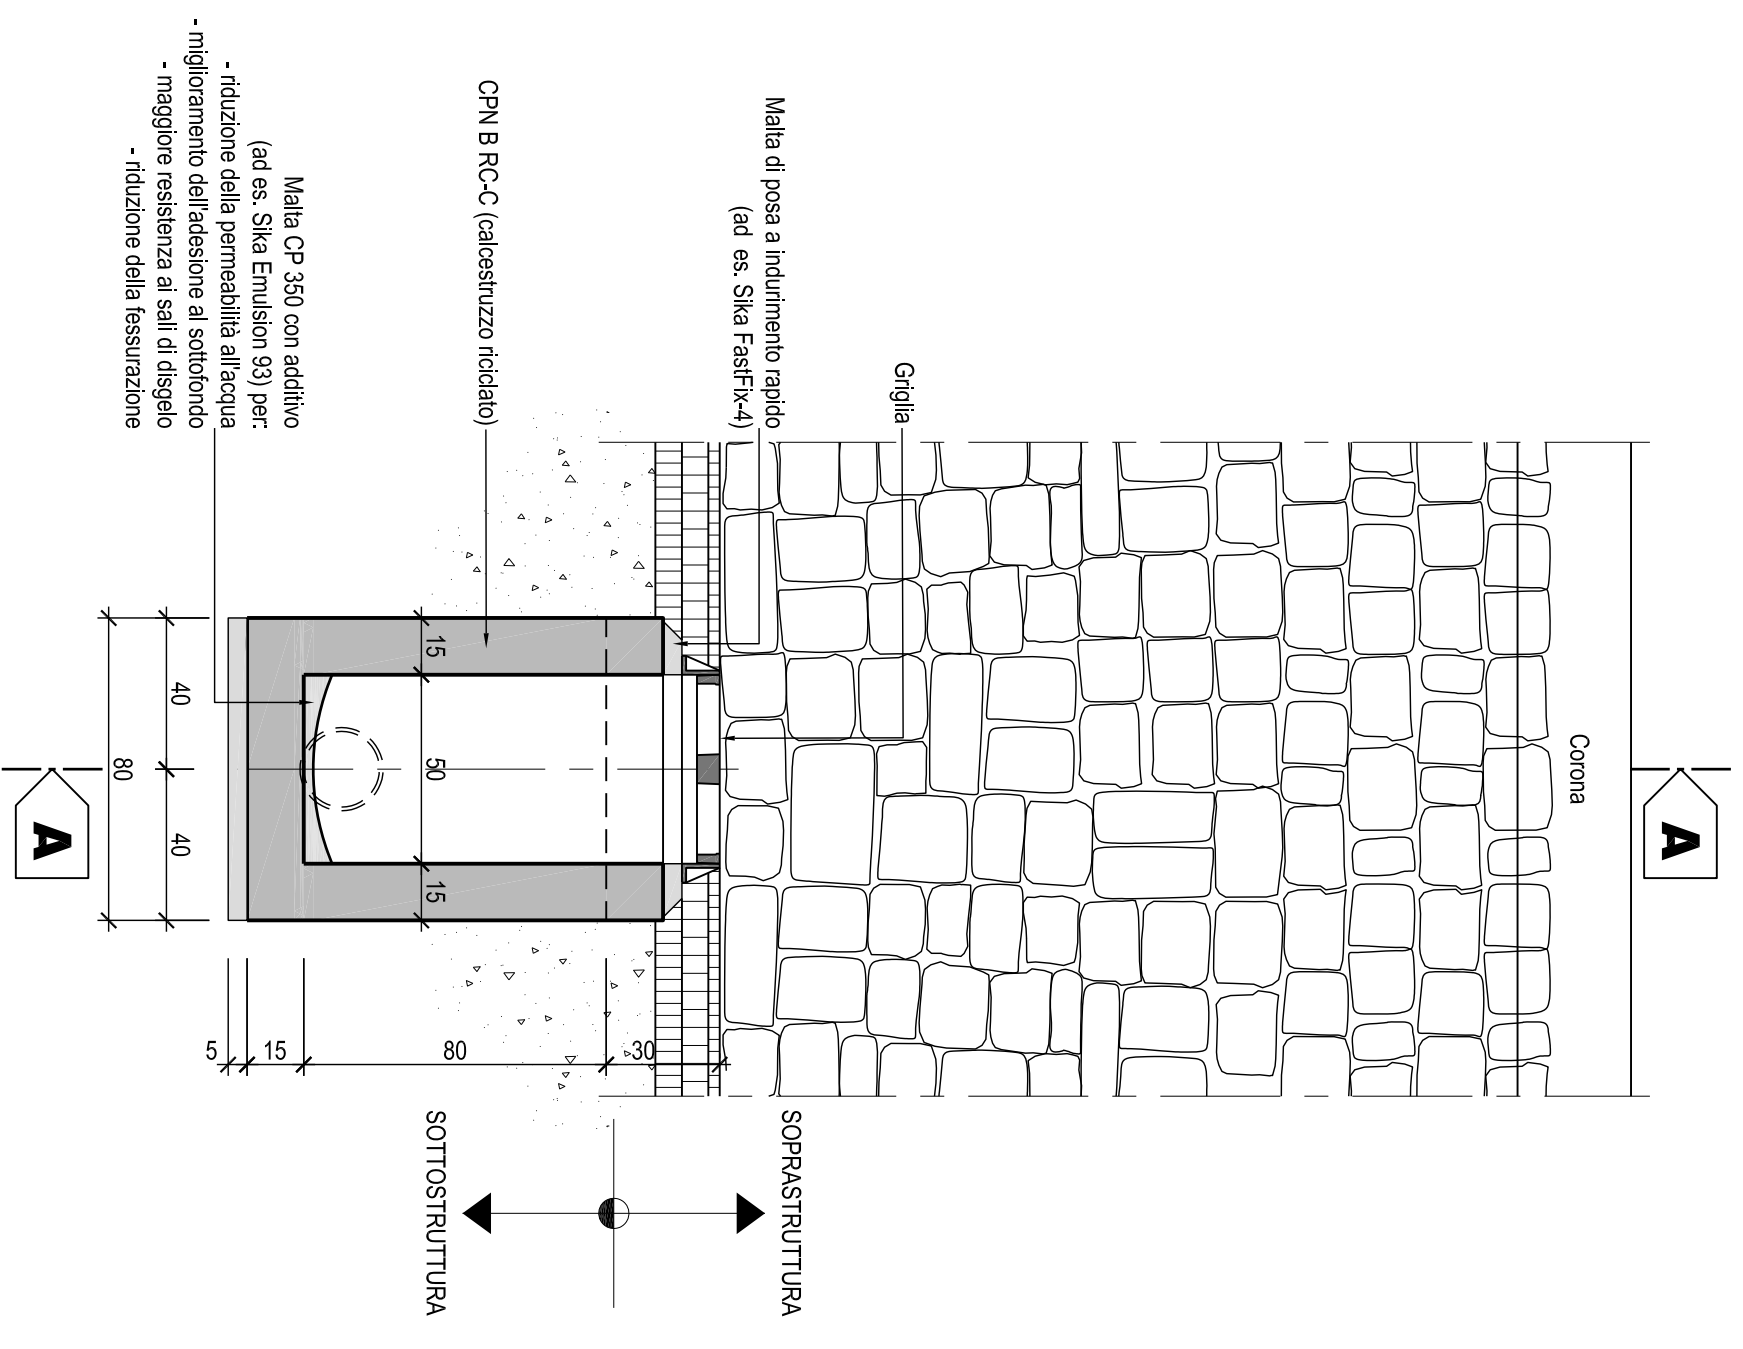 Corona
A
A
Griglia
Malta di posa a indurimento rapido
(ad es. Sika FastFix-4)
CPN B RC-C (calcestruzzo riciclato)
Malta CP 350 con additivo
(ad es. Sika Emulsion 93) per:
- riduzione della permeabilità all'acqua
- miglioramento dell'adesione al sottofondo
- maggiore resistenza ai sali di disgelo
- riduzione della fessurazione
15
50
15
40
40
80
30
80
15
5
SOPRASTRUTTURA
SOTTOSTRUTTURA